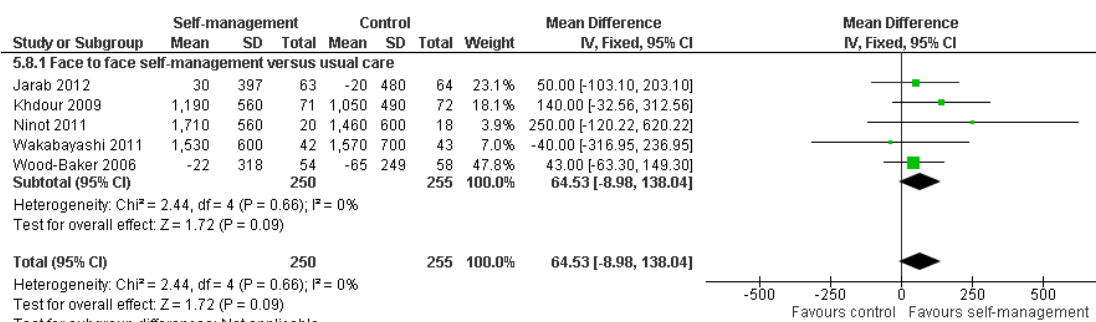 Self-management Control Mean Difference Mean Difference
Study or Subgroup Mean SD Total Mean SD Total Weight IV, Fixed, 95% CI IV, Fixed, 95% CI
5.8.1 Face to face self-management versus usual care
Jarab 2012 30 397 63 -20 480 64 23.1% 50.00 [-103.10, 203.10]
Khdour 2009 1,190 560 71 1,050 490 72 18.1% 140.00 [-32.56, 312.56]
Ninot 2011 1,710 560 20 1,460 600 18 3.9% 250.00 [-120.22, 620.22]
Wakabayashi 2011 1,530 600 42 1,570 700 43 7.0% -40.00 [-316.95, 236.95]
Wood-Baker 2006 -22 318 54 -65 249 58 47.8% 43.00 [-63.30, 149.30]
Subtotal (95% CI) 250 255 100.0% 64.53 [-8.98, 138.04]
Heterogeneity: Chi² = 2.44, df = 4 (P = 0.66); I² = 0%
Test for overall effect: Z = 1.72 (P = 0.09)
Total (95% CI) 250 255 100.0% 64.53 [-8.98, 138.04]
Heterogeneity: Chi² = 2.44, df = 4 (P = 0.66); I² = 0%
Test for overall effect: Z = 1.72 (P = 0.09)
Test for subgroup differences: Not applicable
-500 -250 0 250 500
Favours control Favours self-management